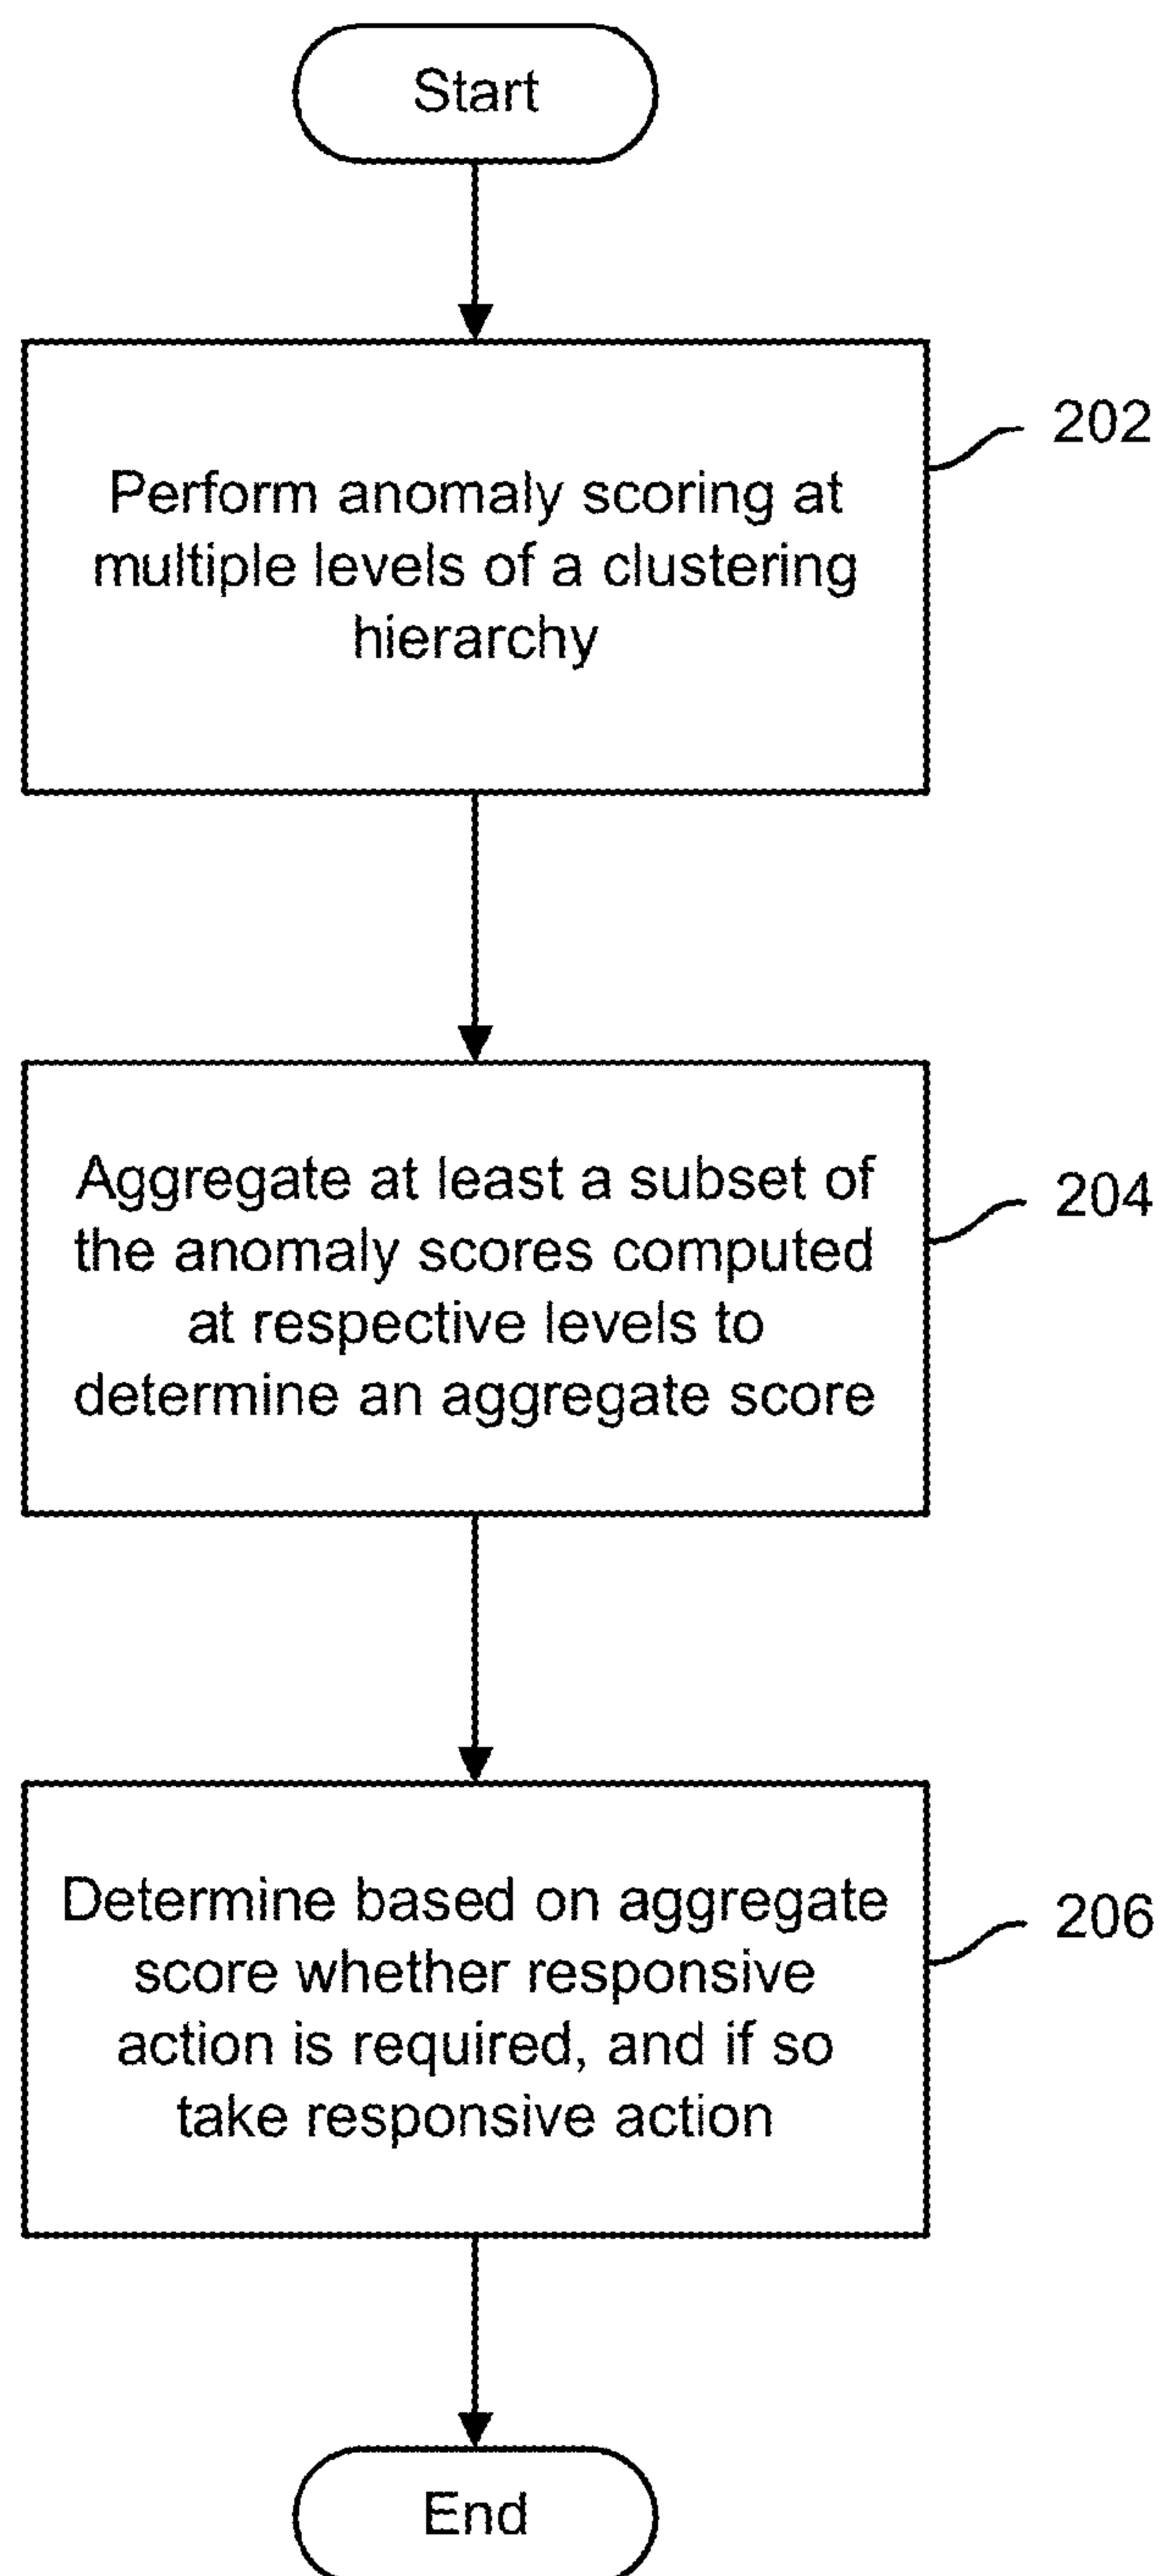 Start
202
Perform anomaly scoring at
multiple levels of a clustering
hierarchy
Aggregate at least a subset of
204
the anomaly scores computed
at respective levels to
determine an aggregate score
Determine based on aggregate
206
score whether responsive
action is required, and if so
take responsive action
End